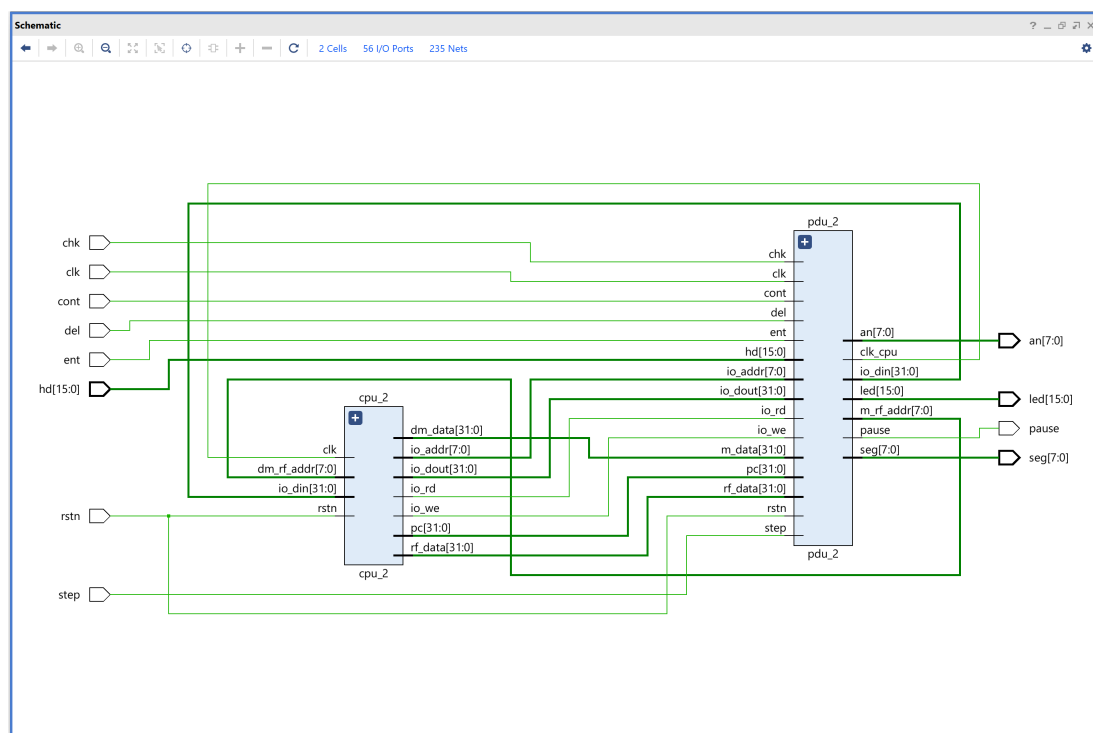 Schematic
2 Cells 56 I/O Ports 235 Nets
chk
clk
cont
del
ent
hd[15:0]
rstn
step
cpu_2
clk
dm_rf_addr[7:0]
io_din[31:0]
rstn
dm_data[31:0]
io_addr[7:0]
io_dout[31:0]
io_rd
io_we
pc[31:0]
rf_data[31:0]
cpu_2
pdu_2
chk
clk
cont
del
ent
hd[15:0]
io_addr[7:0]
io_dout[31:0]
io_rd
io_we
m_data[31:0]
pc[31:0]
rf_data[31:0]
rstn
step
an[7:0]
clk_cpu
io_din[31:0]
led[15:0]
m_rf_addr[7:0]
pause
seg[7:0]
pdu_2
an[7:0]
led[15:0]
pause
seg[7:0]